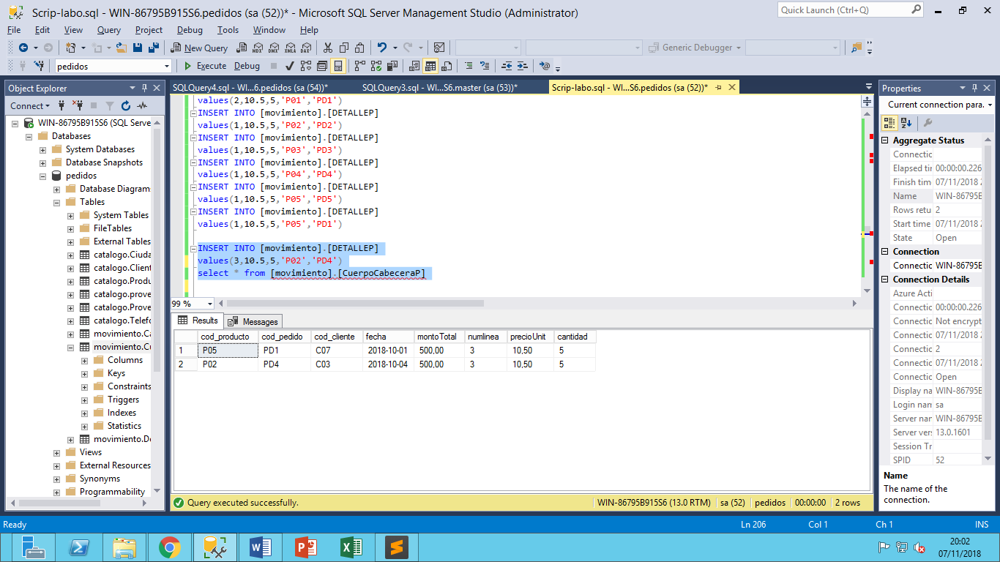 Scrip-labo.sql - WIN-86795B915S6.pedidos (sa (52))* - Microsoft SQL Server Management Studio (Administrator)
Quick Launch (Ctrl+Q)
File Edit View Query Project Debug Tools Window Help
New Query MDX DMX XMLA DAX Generic Debugger
pedidos Execute Debug
Object Explorer
Connect
WIN-86795B915S6 (SQL Serve
Databases
System Databases
Database Snapshots
pedidos
Database Diagram
Tables
System Tables
FileTables
External Tables
catalogo.Ciuda
catalogo.Client
catalogo.Produ
catalogo.prove
catalogo.Prove
catalogo.Telefo
movimiento.Ca
movimiento.Cu
Columns
Keys
Constraints
Triggers
Indexes
Statistics
movimiento.De
Views
External Resources
Synonyms
Programmability
SQLQuery4.sql - WI...6.pedidos (sa (54))* SQLQuery3.sql - WI...S6.master (sa (53))* Scrip-labo.sql - WI...S6.pedidos (sa (52))*
values(2,10.5,5,'P01','PD1')
INSERT INTO [movimiento].[DETALLEP]
values(1,10.5,5,'P02','PD2')
INSERT INTO [movimiento].[DETALLEP]
values(1,10.5,5,'P03','PD3')
INSERT INTO [movimiento].[DETALLEP]
values(1,10.5,5,'P04','PD4')
INSERT INTO [movimiento].[DETALLEP]
values(1,10.5,5,'P05','PD5')
INSERT INTO [movimiento].[DETALLEP]
values(1,10.5,5,'P05','PD1')
INSERT INTO [movimiento].[DETALLEP]
values(3,10.5,5,'P02','PD4')
select * from [movimiento].[CuerpoCabeceraP]
99 %
Results Messages
cod_producto cod_pedido cod_cliente fecha montoTotal numlinea precioUnit cantidad
1 P05 PD1 C07 2018-10-01 500,00 3 10,50 5
2 P02 PD4 C03 2018-10-04 500,00 3 10,50 5
Query executed successfully. WIN-86795B915S6 (13.0 RTM) sa (52) pedidos 00:00:00 2 rows
Properties
Current connection para.
Aggregate Status
Connectic
Elapsed tir 00:00:00.226
Finish tim 07/11/2018
Name WIN-86795B
Rows retu 2
Start time 07/11/2018
State Open
Connection
Connectic WIN-86795B
Connection Details
Azure Acti
Connectic 00:00:00.226
Connectic Not encrypt
Connectic 07/11/2018
Connectic 2
Connectic 07/11/2018
Connectic Open
Display na WIN-86795B
Login nam sa
Server nar WIN-86795B
Server ver: 13.0.1601
Session Tr
SPID 52
Name
The name of the
connection.
Ready Ln 206 Col 1 Ch 1 INS
20:02
07/11/2018